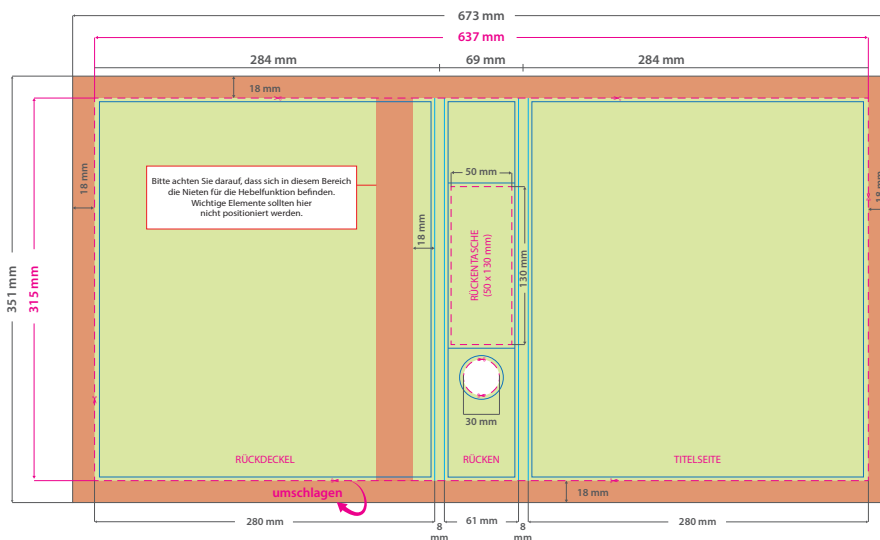 673 mm
637 mm
284 mm
69 mm
284 mm
18 mm
18 mm
Bitte achten Sie darauf, dass sich in diesem Bereich
die Nieten für die Hebelfunktion befinden.
Wichtige Elemente sollten hier
nicht positioniert werden.
50 mm
18 mm
18 mm
351 mm
315 mm
RÜCKENTASCHE
(50 x 130 mm)
130 mm
30 mm
RÜCKDECKEL
RÜCKEN
TITELSEITE
umschlagen
18 mm
280 mm
8
mm
61 mm
8
mm
280 mm